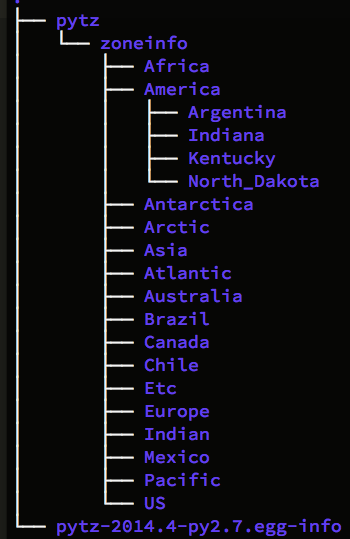 pytz
zoneinfo
Africa
America
Argentina
Indiana
Kentucky
North_Dakota
Antarctica
Arctic
Asia
Atlantic
Australia
Brazil
Canada
Chile
Etc
Europe
Indian
Mexico
Pacific
US
pytz-2014.4-py2.7.egg-info